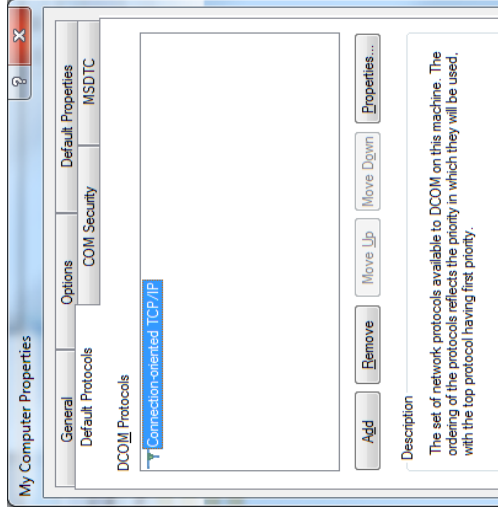 My Computer Properties
? X
General Options Default Properties
Default Protocols COM Security MSDTC
DCOM Protocols
Connection-oriented TCP/IP
Add Remove Move Up Move Down Properties...
Description
The set of network protocols available to DCOM on this machine. The
ordering of the protocols reflects the priority in which they will be used,
with the top protocol having first priority.